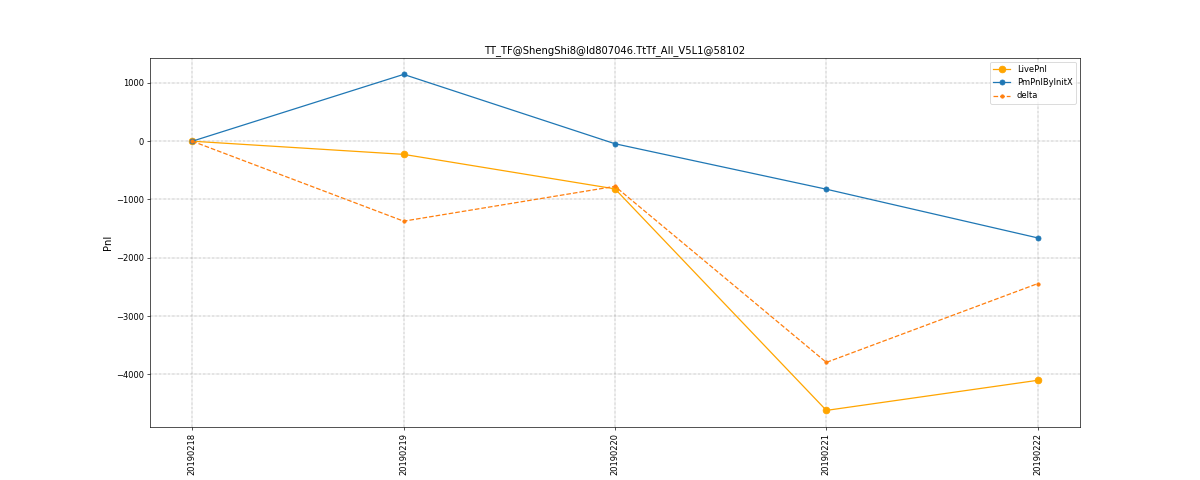 TT_TF@ShengShi8@Id807046.TtTf_All_V5L1@58102
LivePnl
PmPnlByInitX
delta
Pnl
1000
0
−1000
−2000
−3000
−4000
20190218
20190219
20190220
20190221
20190222